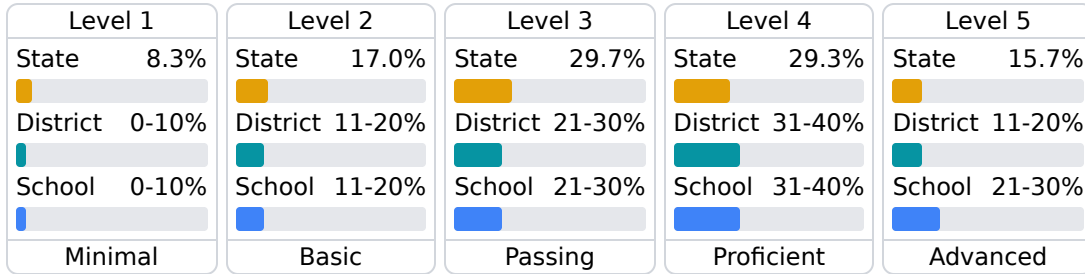 Level 1
State 8.3%
District 0-10%
School 0-10%
Minimal
Level 2
State 17.0%
District 11-20%
School 11-20%
Basic
Level 3
State 29.7%
District 21-30%
School 21-30%
Passing
Level 4
State 29.3%
District 31-40%
School 31-40%
Proficient
Level 5
State 15.7%
District 11-20%
School 21-30%
Advanced